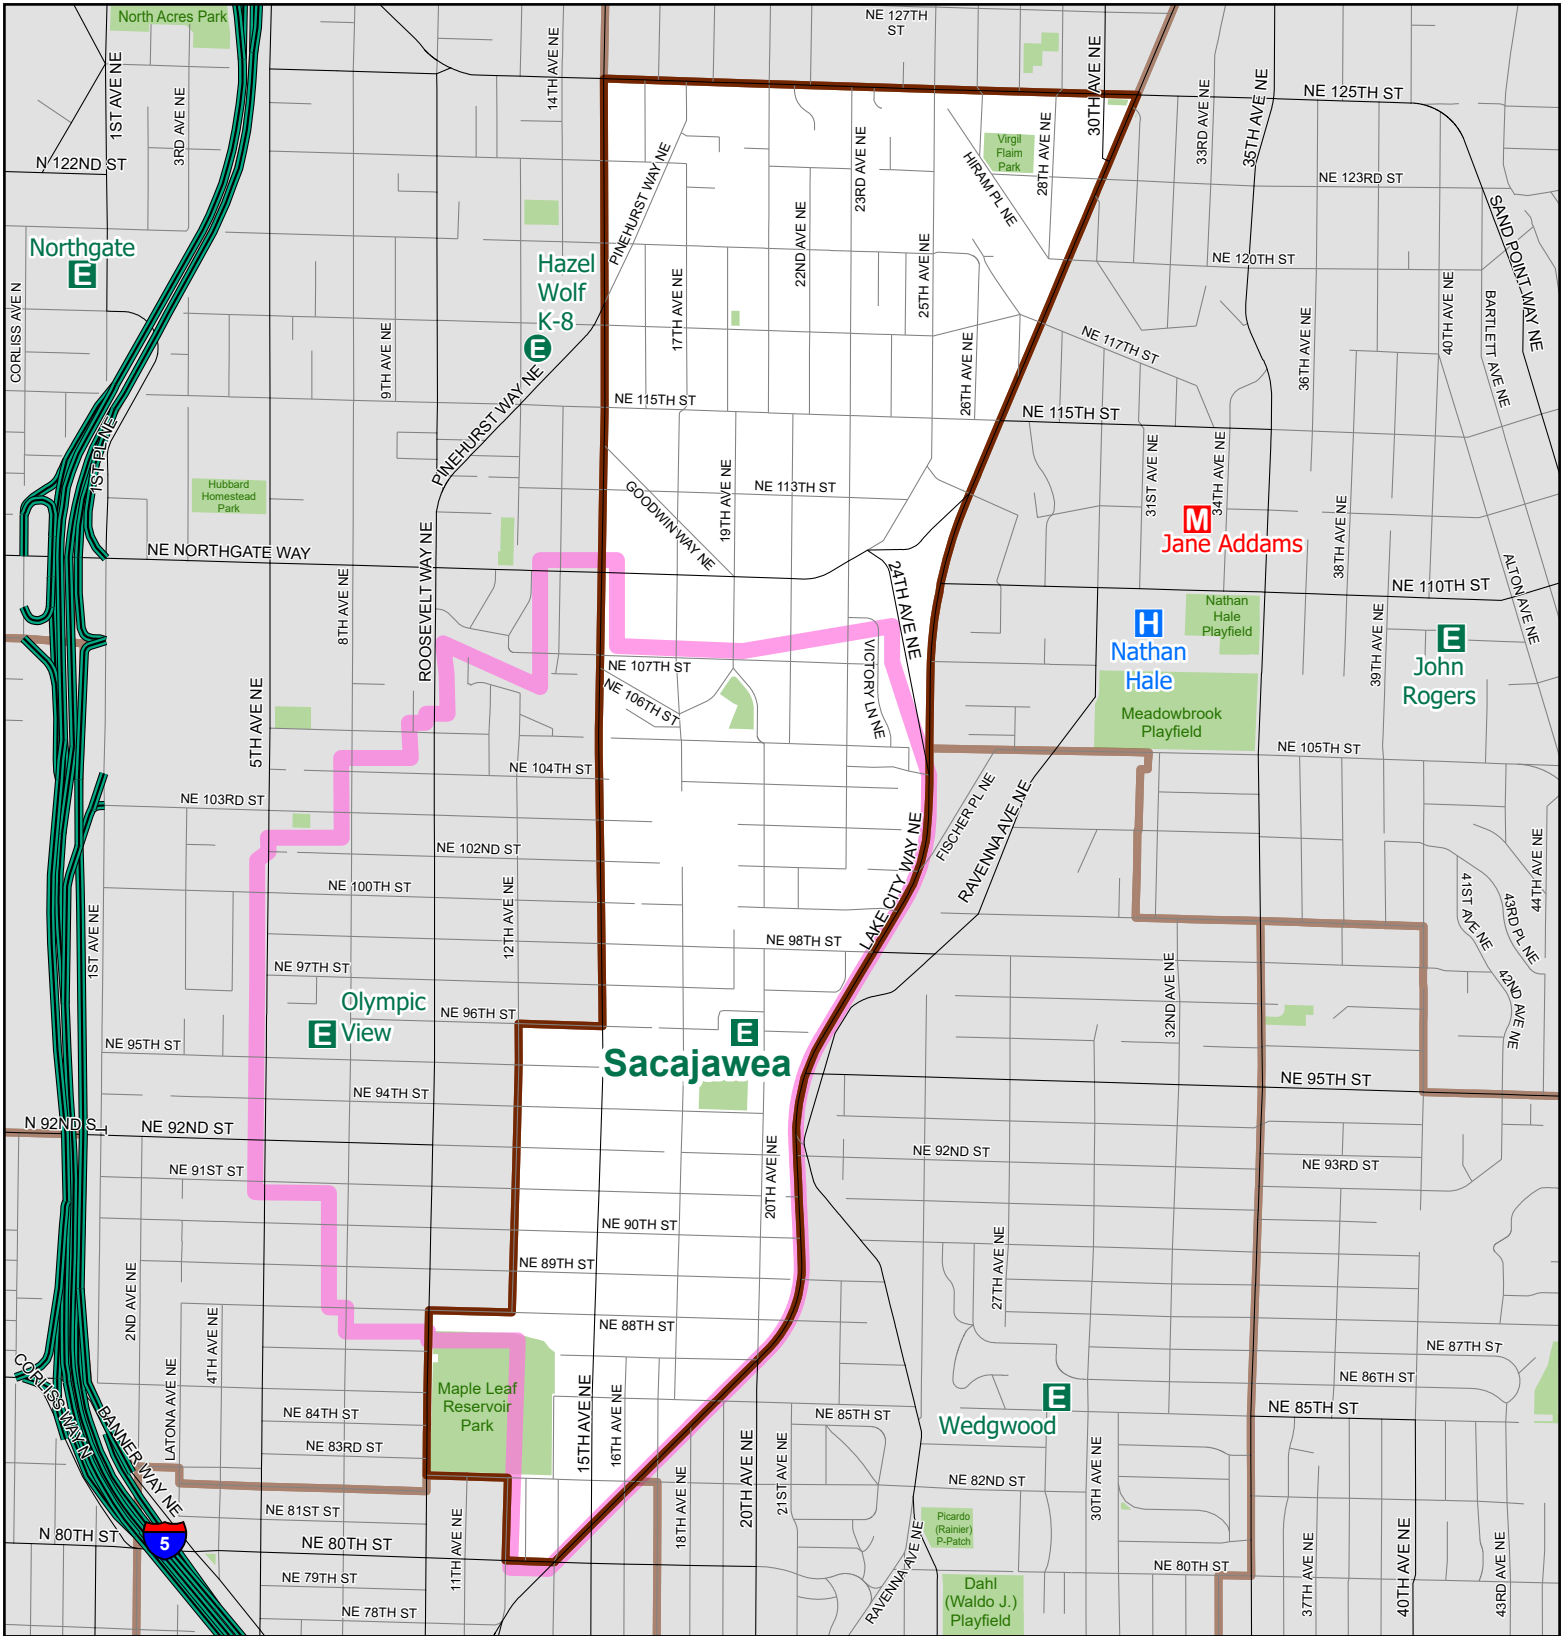 North Acres Park
NE 127TH
ST
1ST AVE NE
3RD AVE NE
14TH AVE NE
30TH AVE NE
33RD AVE NE
35TH AVE NE
NE 125TH ST
N 122ND ST
PINEHURST WAY NE
23RD AVE NE
22ND AVE NE
HIRAM PL NE
Virgil
Flaim
Park
28TH AVE NE
NE 123RD ST
SAND POINT WAY NE
Northgate
E
Hazel
Wolf
K-8
E
CORLISS AVE N
9TH AVE NE
17TH AVE NE
25TH AVE NE
26TH AVE NE
NE 120TH ST
NE 117TH ST
36TH AVE NE
40TH AVE NE
BARTLETT AVE NE
PINEHURST WAY NE
NE 115TH ST
NE 115TH ST
1ST PL NE
Hubbard
Homestead
Park
GOODWIN WAY NE
19TH AVE NE
NE 113TH ST
31ST AVE NE
34TH AVE NE
M
Jane Addams
38TH AVE NE
ALTON AVE NE
NE NORTHGATE WAY
ROOSEVELT WAY NE
8TH AVE NE
24TH AVE NE
NE 110TH ST
H
Nathan
Hale
Nathan
Hale
Playfield
39TH AVE NE
E
John
Rogers
5TH AVE NE
NE 107TH ST
NE 106TH ST
VICTORY LN NE
Meadowbrook
Playfield
NE 105TH ST
NE 104TH ST
NE 103RD ST
NE 102ND ST
NE 100TH ST
LAKE CITY WAY NE
FISCHER PL NE
RAVENNA AVE NE
12TH AVE NE
1ST AVE NE
41ST AVE NE
43RD PL NE
44TH AVE NE
42ND AVE NE
NE 98TH ST
32ND AVE NE
NE 97TH ST
Olympic
E View
NE 96TH ST
E
Sacajawea
NE 95TH ST
NE 95TH ST
NE 94TH ST
N 92ND ST
NE 92ND ST
NE 91ST ST
20TH AVE NE
NE 92ND ST
NE 93RD ST
NE 90TH ST
NE 89TH ST
27TH AVE NE
2ND AVE NE
4TH AVE NE
NE 88TH ST
NE 87TH ST
NE 86TH ST
CORLISS WAY N
BANNER WAY NE
LATONA AVE NE
Maple Leaf
Reservoir
Park
15TH AVE NE
16TH AVE NE
E
Wedgwood
NE 85TH ST
NE 85TH ST
NE 84TH ST
NE 83RD ST
18TH AVE NE
20TH AVE NE
21ST AVE NE
30TH AVE NE
NE 82ND ST
NE 81ST ST
11TH AVE NE
Picardo
(Rainier)
P-Patch
RAVENNA AVE NE
N 80TH ST
5
NE 80TH ST
NE 80TH ST
37TH AVE NE
40TH AVE NE
43RD AVE NE
NE 79TH ST
NE 78TH ST
Dahl
(Waldo J.)
Playfield